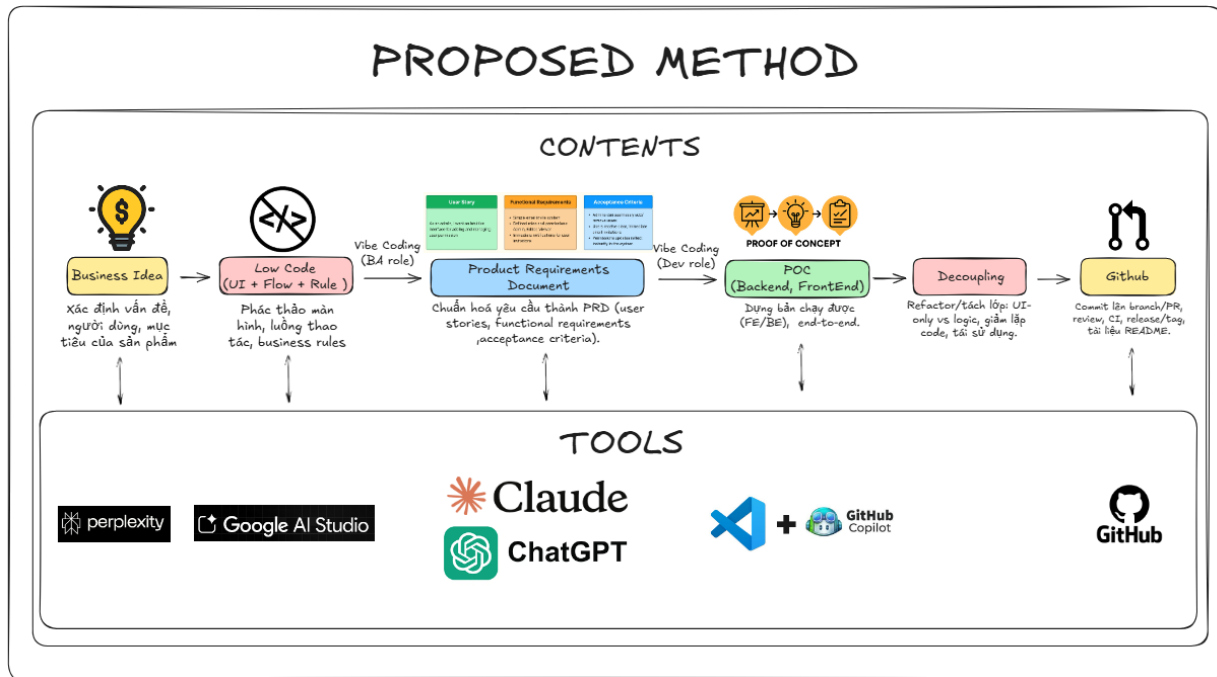 PROPOSED METHOD
CONTENTS
User Story
Functional Requirements
Acceptance Criteria
PROOF OF CONCEPT
Vibe Coding
(BA role)
Vibe Coding
(Dev role)
Business Idea
Low Code
(UI + Flow + Rule )
Product Requirements
Document
POC
(Backend, FrontEnd)
Decoupling
Github
Xác định vấn đề,
người dùng, mục
tiêu của sản phẩm
Phác thảo màn
hình, luồng thao
tác, business rules
Chuẩn hoá yêu cầu thành PRD (user
stories, functional requirements
,acceptance criteria).
Dựng bản chạy được
(FE/BE), end-to-end.
Refactor/tách lớp: UI-
only vs logic, giảm lặp
code, tái sử dụng.
Commit lên branch/PR,
review, CI, release/tag,
tài liệu README.
TOOLS
perplexity
Google AI Studio
Claude
ChatGPT
+
GitHub
Copilot
GitHub